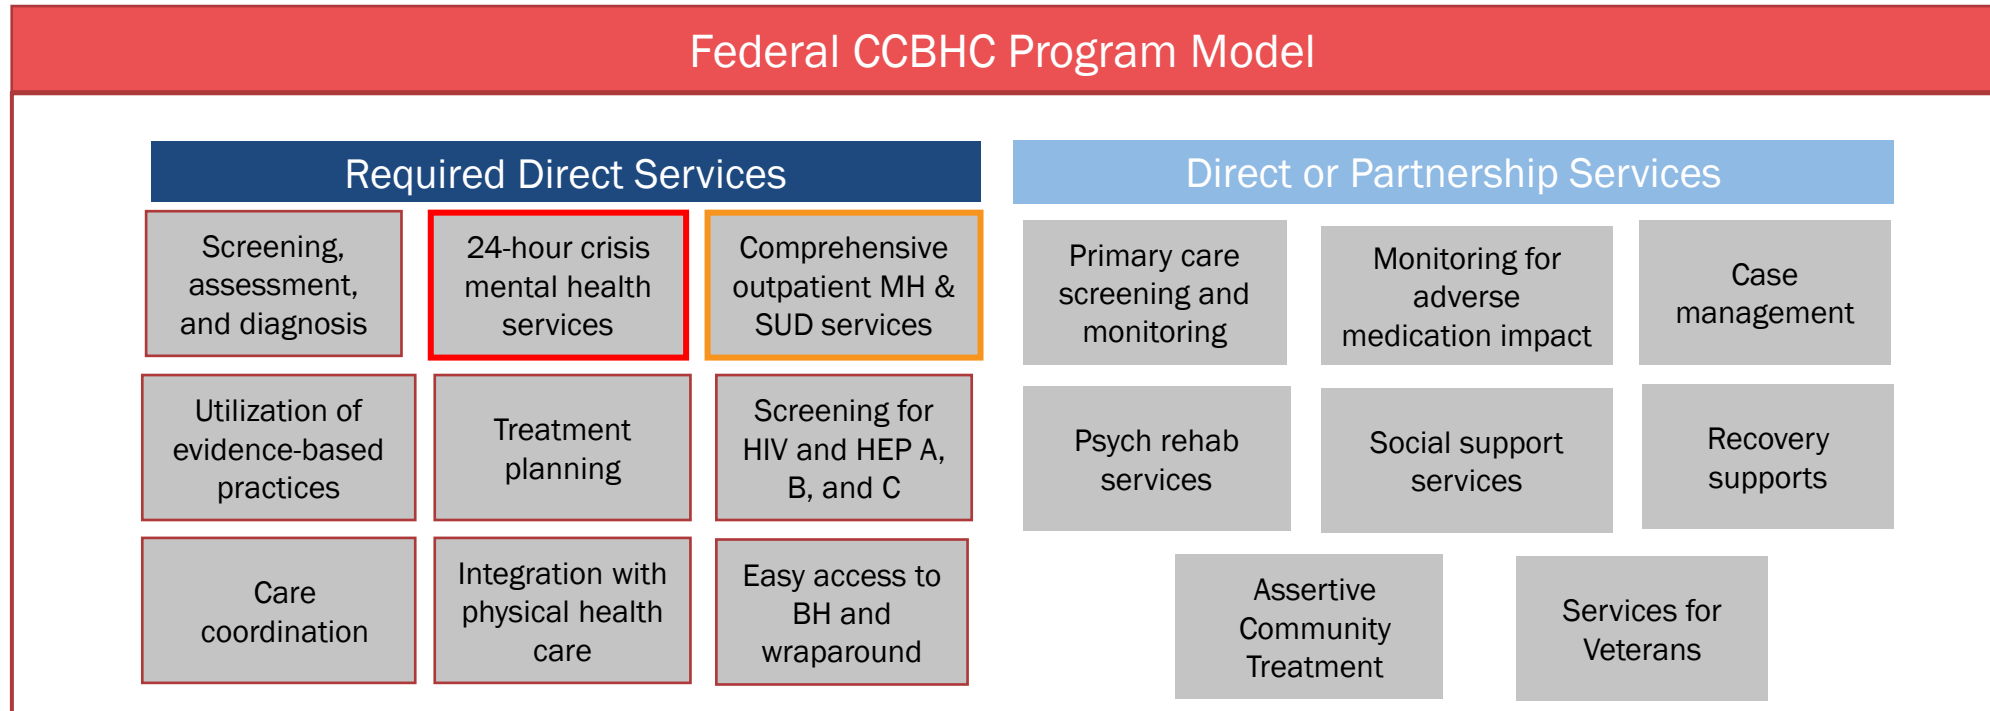 Federal CCBHC Program Model
Required Direct Services
Screening,
assessment,
and diagnosis
24-hour crisis
mental health
services
Comprehensive
outpatient MH &
SUD services
Utilization of
evidence-based
practices
Treatment
planning
Screening for
HIV and HEP A,
B, and C
Care
coordination
Integration with
physical health
care
Easy access to
BH and
wraparound
Direct or Partnership Services
Primary care
screening and
monitoring
Monitoring for
adverse
medication impact
Case
management
Psych rehab
services
Social support
services
Recovery
supports
Assertive
Community
Treatment
Services for
Veterans